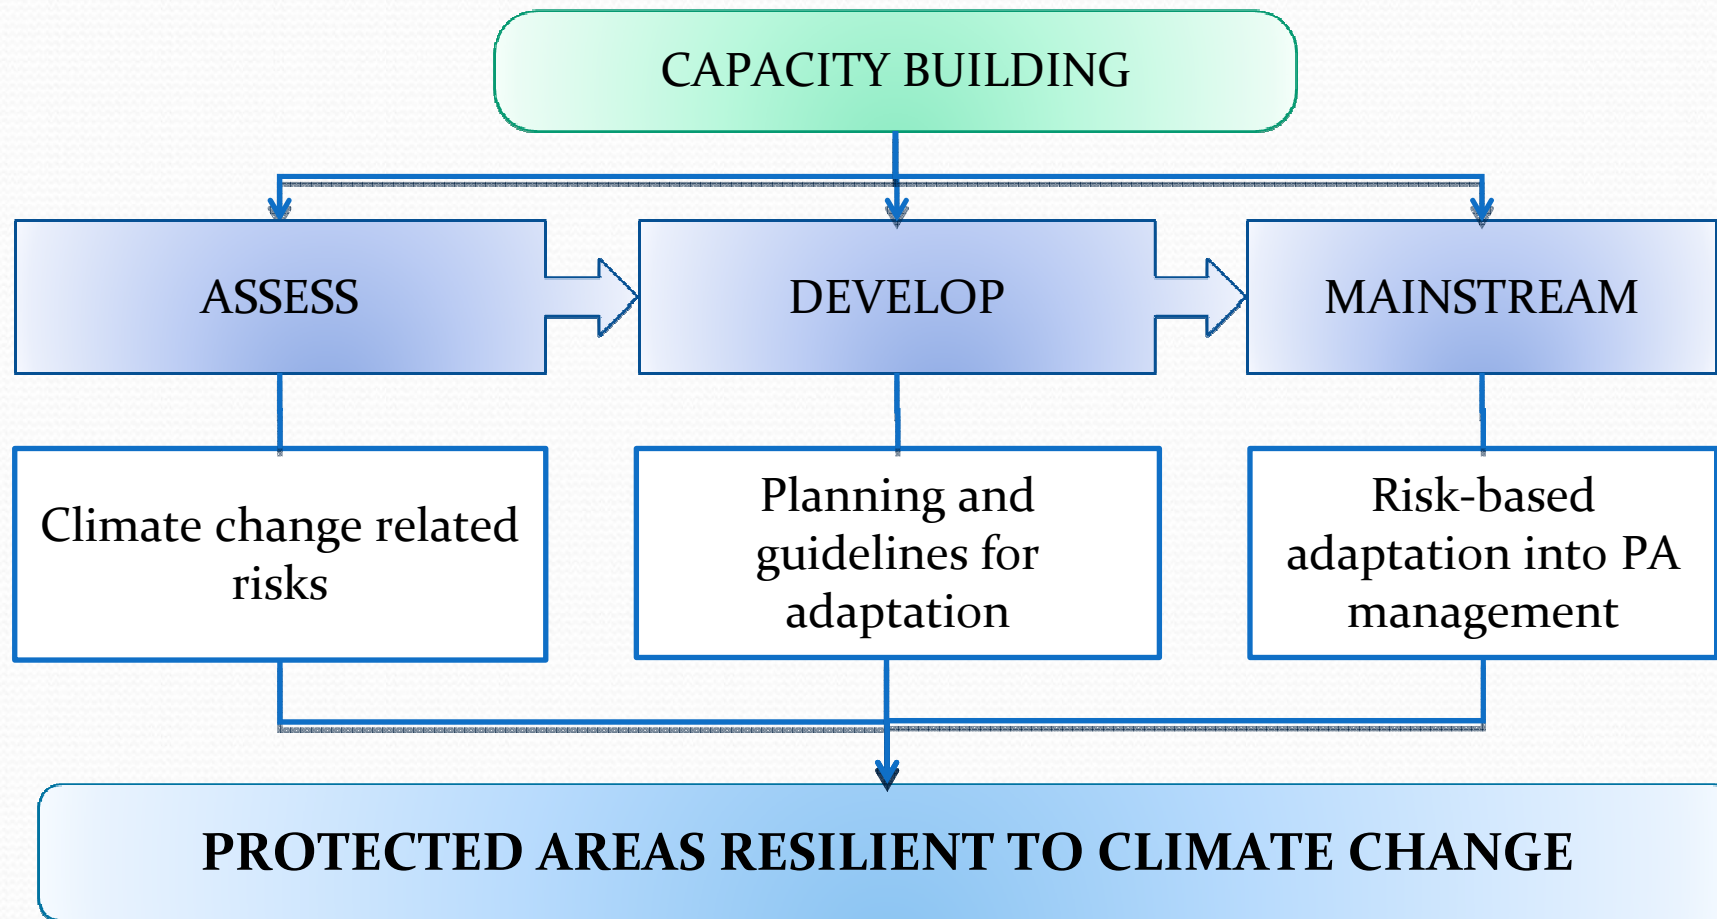 CAPACITY BUILDING
ASSESS
DEVELOP
MAINSTREAM
Climate change related
risks
Planning and
guidelines for
adaptation
Risk-based
adaptation into PA
management
PROTECTED AREAS RESILIENT TO CLIMATE CHANGE